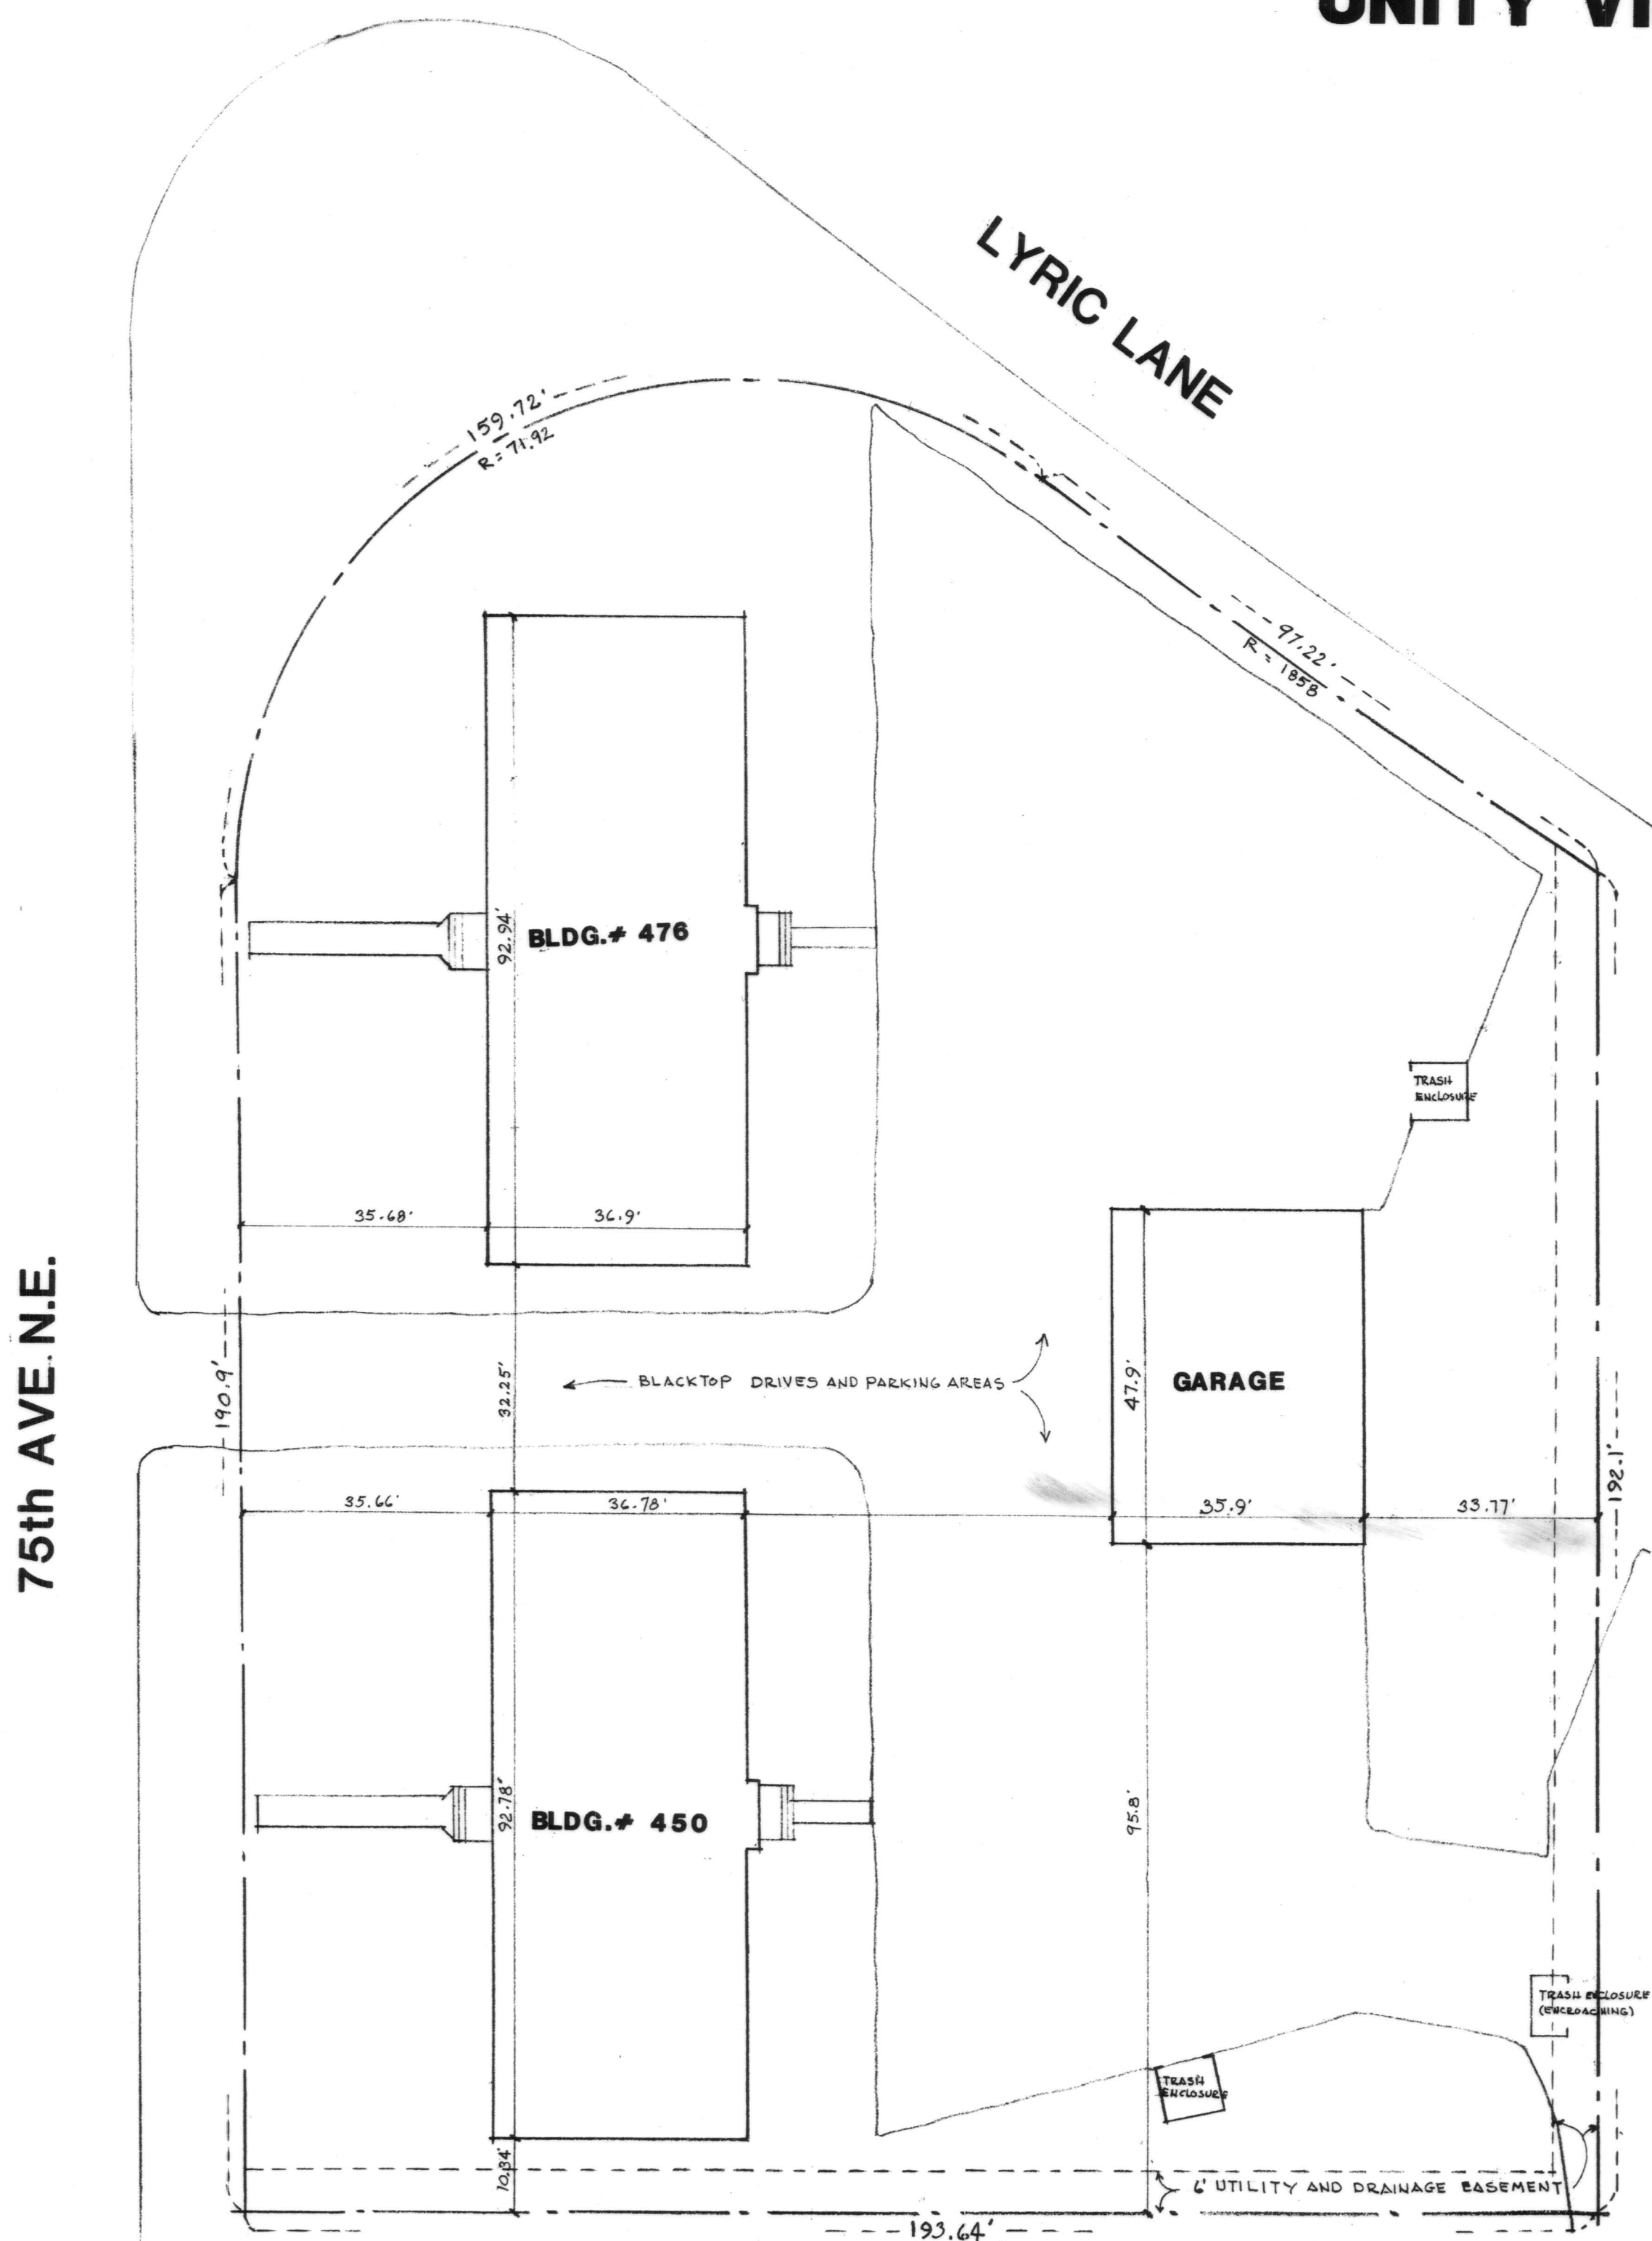 UNITY VI
LYRIC LANE
159.72'
R = 71.92
97.22'
R = 1858
92.94'
BLDG.# 476
TRASH
ENCLOSURE
35.68'
36.9'
75th AVE. N.E.
190.9'
32.25'
BLACKTOP DRIVES AND PARKING AREAS
47.9'
GARAGE
192.1'
35.66'
36.78'
35.9'
33.77'
92.78'
BLDG.# 450
95.8'
TRASH ENCLOSURE
(ENCROACHING)
TRASH
ENCLOSURE
10.34'
6' UTILITY AND DRAINAGE EASEMENT
193.64'